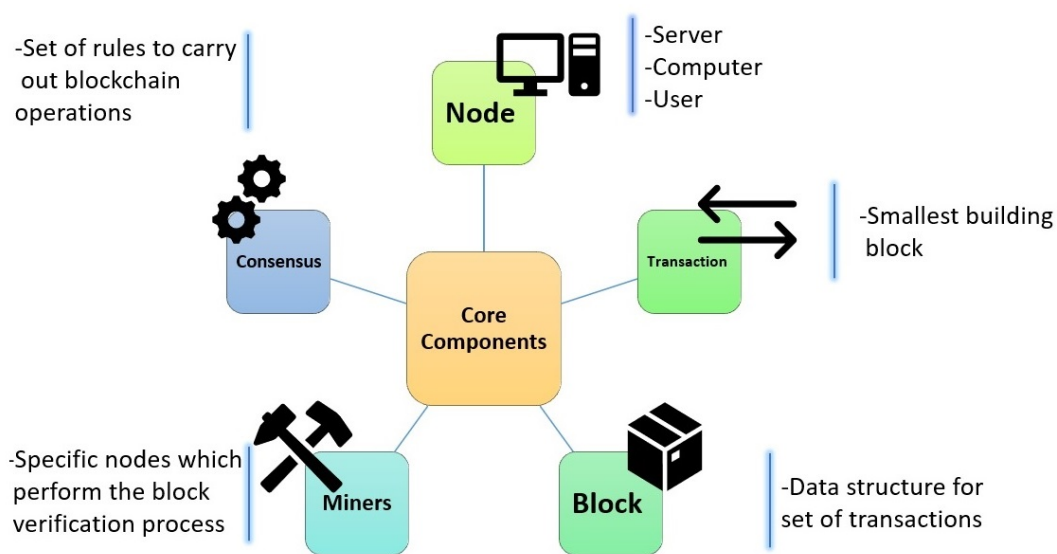 -Set of rules to carry
out blockchain
operations
Node
-Server
-Computer
-User
Consensus
Transaction
-Smallest building
block
Core
Components
-Specific nodes which
perform the block
verification process
Miners
Block
-Data structure for
set of transactions